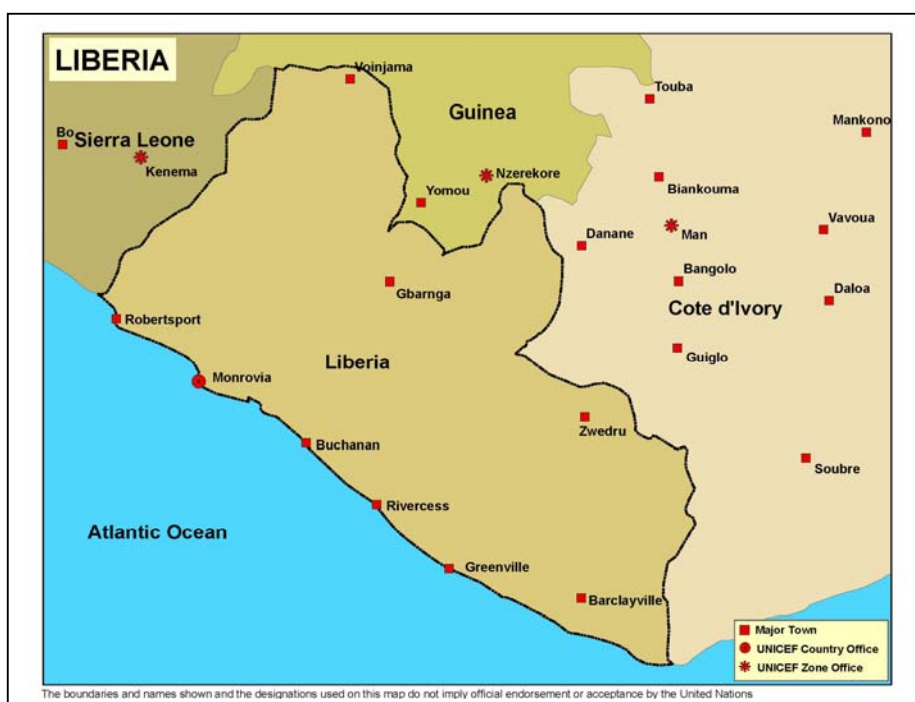 LIBERIA
Voinjama
Touba
Guinea
Mankono
Bo
Sierra Leone
Kenema
Nzerekore
Biankouma
Yomou
Vavoua
Danane
Man
Gbarnga
Bangolo
Daloa
Cote d'Ivory
Robertsport
Guiglo
Liberia
Monrovia
Zwedru
Buchanan
Soubre
Rivercess
Atlantic Ocean
Greenville
Barclayville
Major Town
UNICEF Country Office
UNICEF Zone Office
The boundaries and names shown and the designations used on this map do not imply official endorsement or acceptance by the United Nations